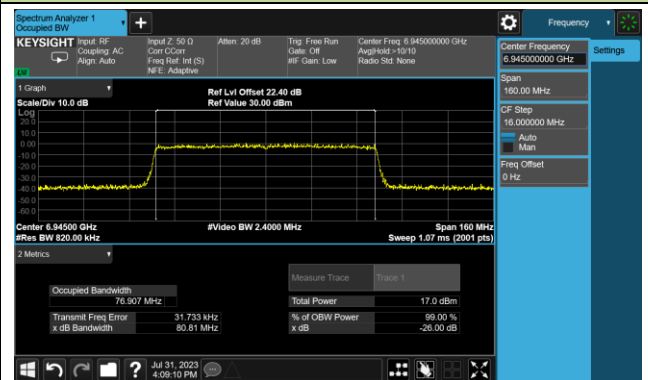 Spectrum Analyzer 1
Occupied BW
Frequency
KEYSIGHT
Input: RF
Coupling: AC
Align: Auto
Input Z: 50 Ω
Corr CCorr
Freq Ref: Int (S)
NFE: Adaptive
Atten: 20 dB
Trig: Free Run
Gate: Off
#IF Gain: Low
Center Freq: 6.945000000 GHz
Avg|Hold:>10/10
Radio Std: None
Center Frequency
6.945000000 GHz
Settings
Span
160.00 MHz
CF Step
16.000000 MHz
Auto
Man
Freq Offset
0 Hz
1 Graph
Scale/Div 10.0 dB
Ref Lvl Offset 22.40 dB
Ref Value 30.00 dBm
Log
20.0
10.0
0.00
-10.0
-20.0
-30.0
-40.0
-50.0
-60.0
Center 6.94500 GHz
#Video BW 2.4000 MHz
Span 160 MHz
#Res BW 820.00 kHz
Sweep 1.07 ms (2001 pts)
2 Metrics
Measure Trace
Trace 1
Occupied Bandwidth
76.907 MHz
Total Power
17.0 dBm
Transmit Freq Error
31.733 kHz
% of OBW Power
99.00 %
x dB Bandwidth
80.81 MHz
x dB
-26.00 dB
Jul 31, 2023
4:09:10 PM